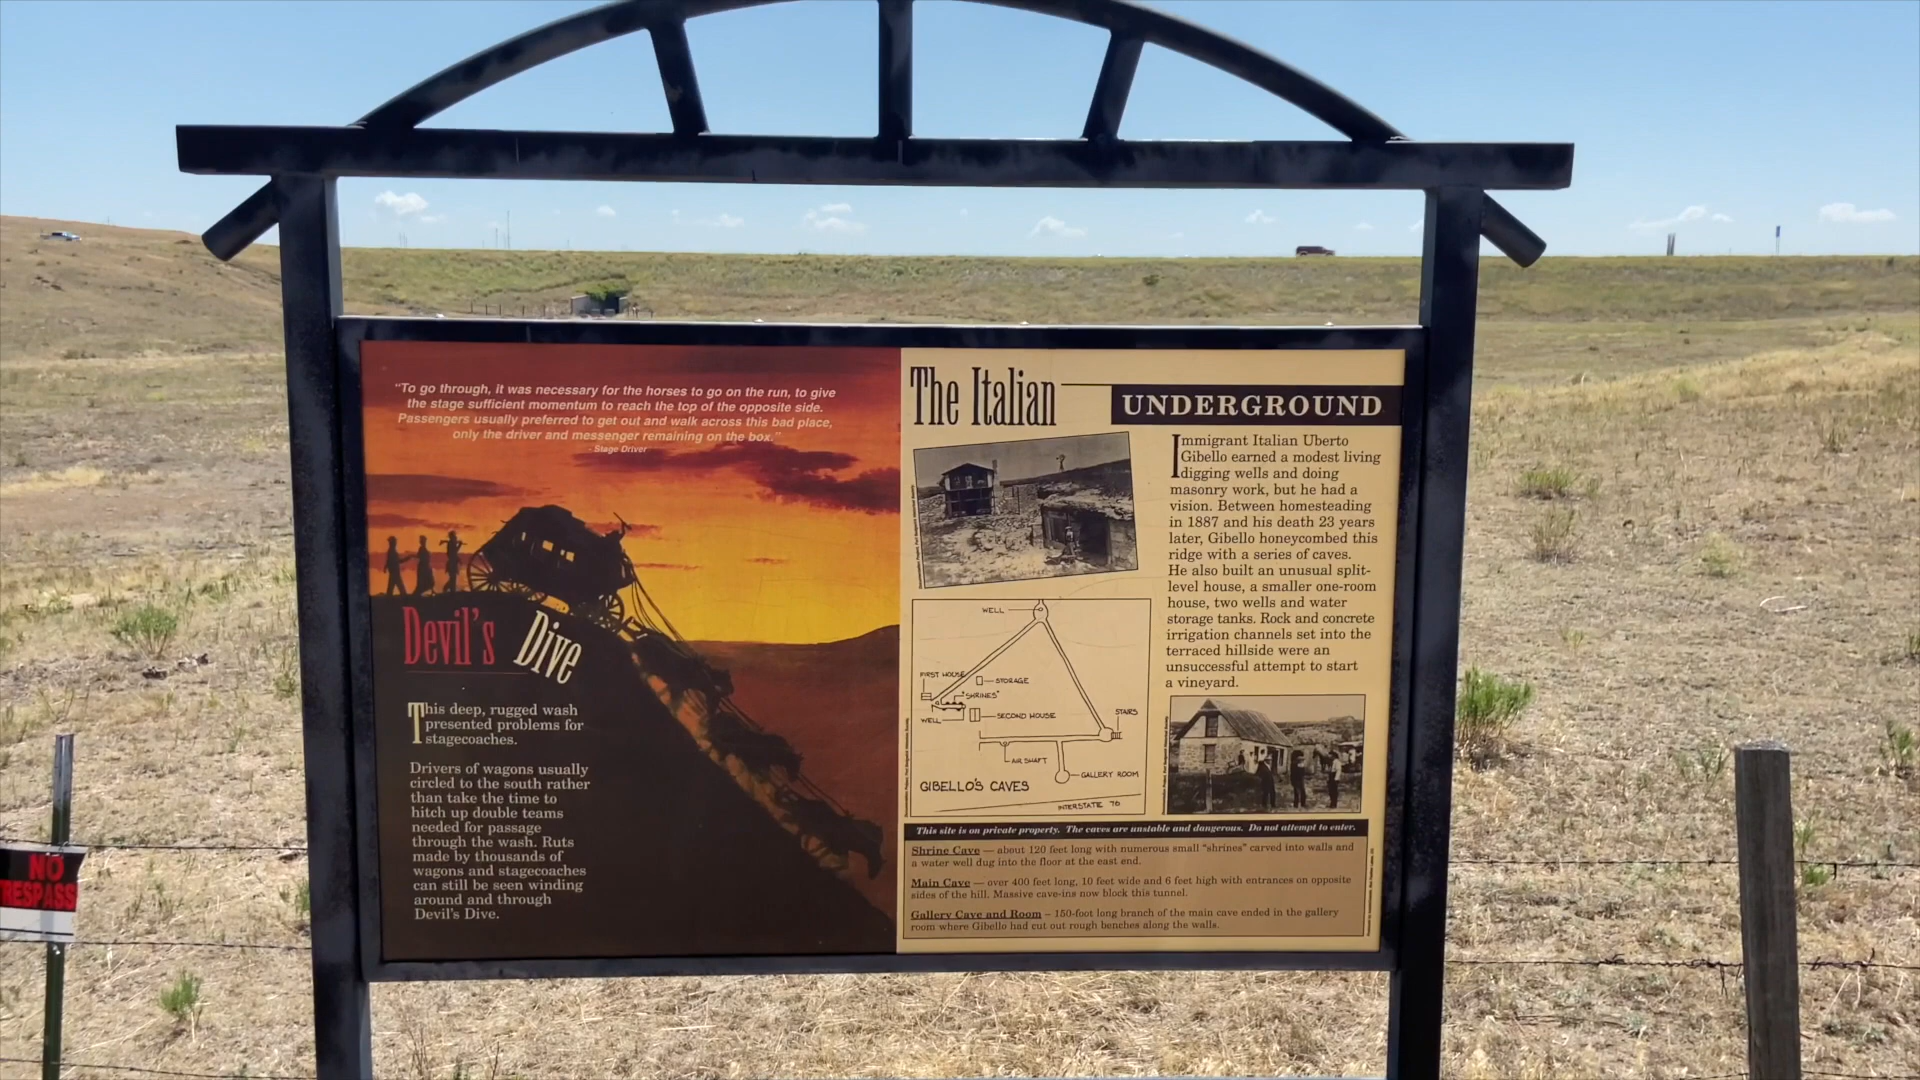 "To go through, it was necessary for the horses to go on the run, to give
the stage sufficient momentum to reach the top of the opposite side.
Passengers usually preferred to get out and walk across this bad place,
only the driver and messenger remaining on the box."
- Stage Driver
Devil's Dive
This deep, rugged wash
presented problems for
stagecoaches.
Drivers of wagons usually
circled to the south rather
than take the time to
hitch up double teams
needed for passage
through the wash. Ruts
made by thousands of
wagons and stagecoaches
can still be seen winding
around and through
Devil's Dive.
The Italian
UNDERGROUND
Immigrant Italian Uberto
Gibello earned a modest living
digging wells and doing
masonry work, but he had a
vision. Between homesteading
in 1887 and his death 23 years
later, Gibello honeycombed this
ridge with a series of caves.
He also built an unusual split-
level house, a smaller one-room
house, two wells and water
storage tanks. Rock and concrete
irrigation channels set into the
terraced hillside were an
unsuccessful attempt to start
a vineyard.
WELL
FIRST HOUSE
STORAGE
"SHRINES"
WELL
SECOND HOUSE
STAIRS
AIR SHAFT
GALLERY ROOM
GIBELLO'S CAVES
INTERSTATE 76
This site is on private property. The caves are unstable and dangerous. Do not attempt to enter.
Shrine Cave — about 120 feet long with numerous small "shrines" carved into walls and
a water well dug into the floor at the east end.
Main Cave — over 400 feet long, 10 feet wide and 6 feet high with entrances on opposite
sides of the hill. Massive cave-ins now block this tunnel.
Gallery Cave and Room – 150-foot long branch of the main cave ended in the gallery
room where Gibello had cut out rough benches along the walls.
NO
TRESPASS